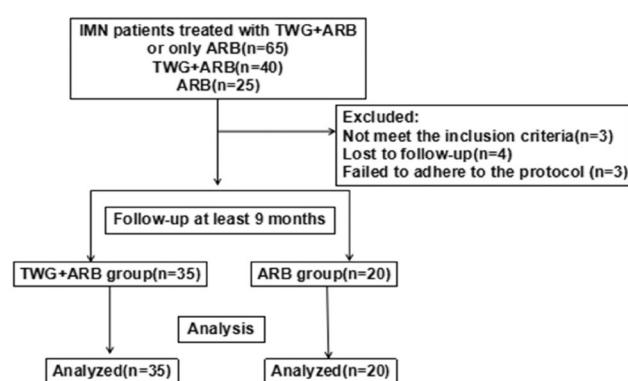 IMN patients treated with TWG+ARB
or only ARB(n=65)
TWG+ARB(n=40)
ARB(n=25)
Excluded:
Not meet the inclusion criteria(n=3)
Lost to follow-up(n=4)
Failed to adhere to the protocol (n=3)
Follow-up at least 9 months
TWG+ARB group(n=35)
ARB group(n=20)
Analysis
Analyzed(n=35)
Analyzed(n=20)